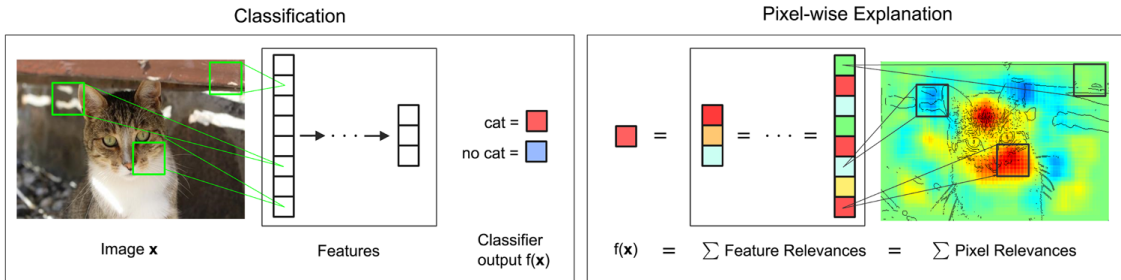 Classification
Pixel-wise Explanation
cat =
no cat =
Image x
Features
Classifier
output f(x)
= = · · · =
f(x) = ∑ Feature Relevances = ∑ Pixel Relevances